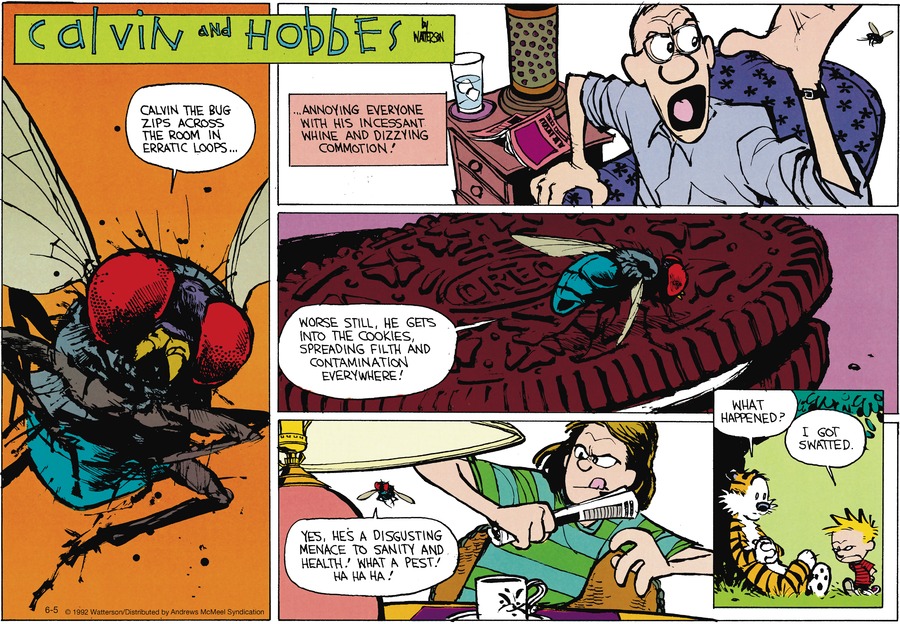 CALVIN AND HOBBES
by
WATTERSON
CALVIN THE BUG
ZIPS ACROSS
THE ROOM IN
ERRATIC LOOPS...
...ANNOYING EVERYONE
WITH HIS INCESSANT
WHINE AND DIZZYING
COMMOTION!
OREO
WORSE STILL, HE GETS
INTO THE COOKIES,
SPREADING FILTH AND
CONTAMINATION
EVERYWHERE!
YES, HE'S A DISGUSTING
MENACE TO SANITY AND
HEALTH! WHAT A PEST!
HA HA HA!
WHAT
HAPPENED?
I GOT
SWATTED.
6-5 © 1992 Watterson/Distributed by Andrews McMeel Syndication